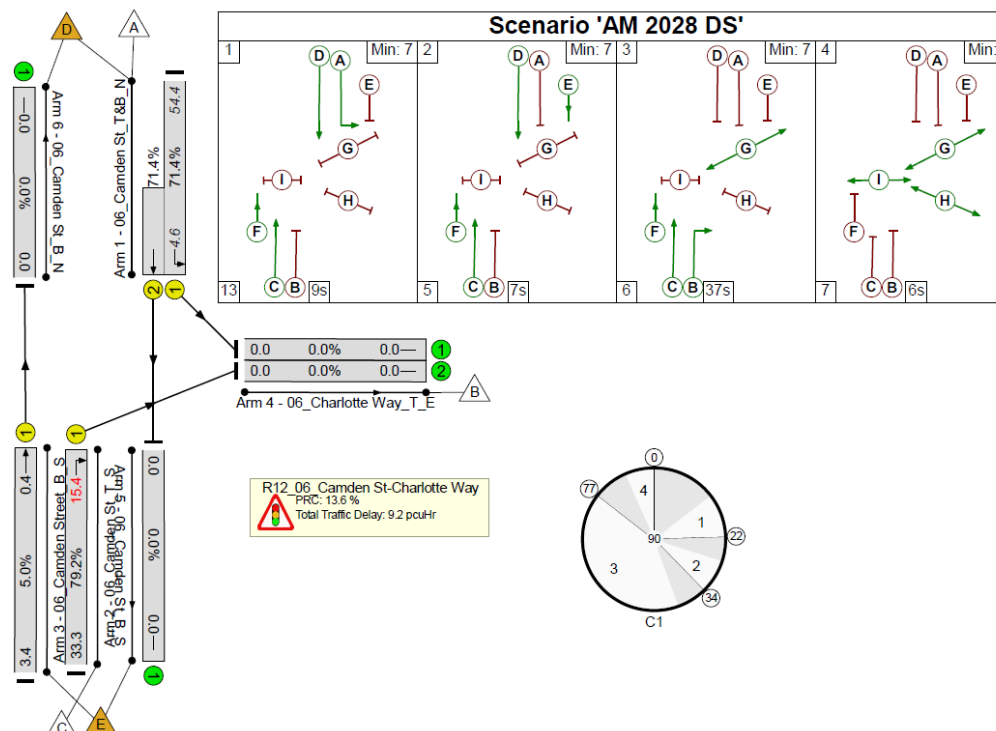 Scenario 'AM 2028 DS'
1
Min: 7
2
Min: 7
3
Min: 7
4
Min:
D
A
E
G
I
H
F
C
B
13
9s
D
A
E
G
I
H
F
C
B
5
7s
D
A
E
G
I
H
F
C
B
6
37s
D
A
E
G
I
H
F
C
B
7
6s
D
A
1
0.0
0.0%
0.0
Arm 6 - 06_Camden St_B_N
Arm 1 - 06_Camden St_T&B_N
71.4%
54.4
71.4%
4.6
2
1
0.0 0.0% 0.0
1
0.0 0.0% 0.0
2
Arm 4 - 06_Charlotte Way_T_E
B
1
1
0.4
5.0%
3.4
Arm 3 - 06_Camden Street_B_S
15.4
79.2%
33.3
Arm 2 - 06_Camden St_T_S
Arm 5 - 06_Camden St_B_S
0.0
0.0%
0.0
1
C
E
R12_06_Camden St-Charlotte Way
PRC: 13.6 %
Total Traffic Delay: 9.2 pcuHr
0
77
4
1
22
90
2
3
34
C1